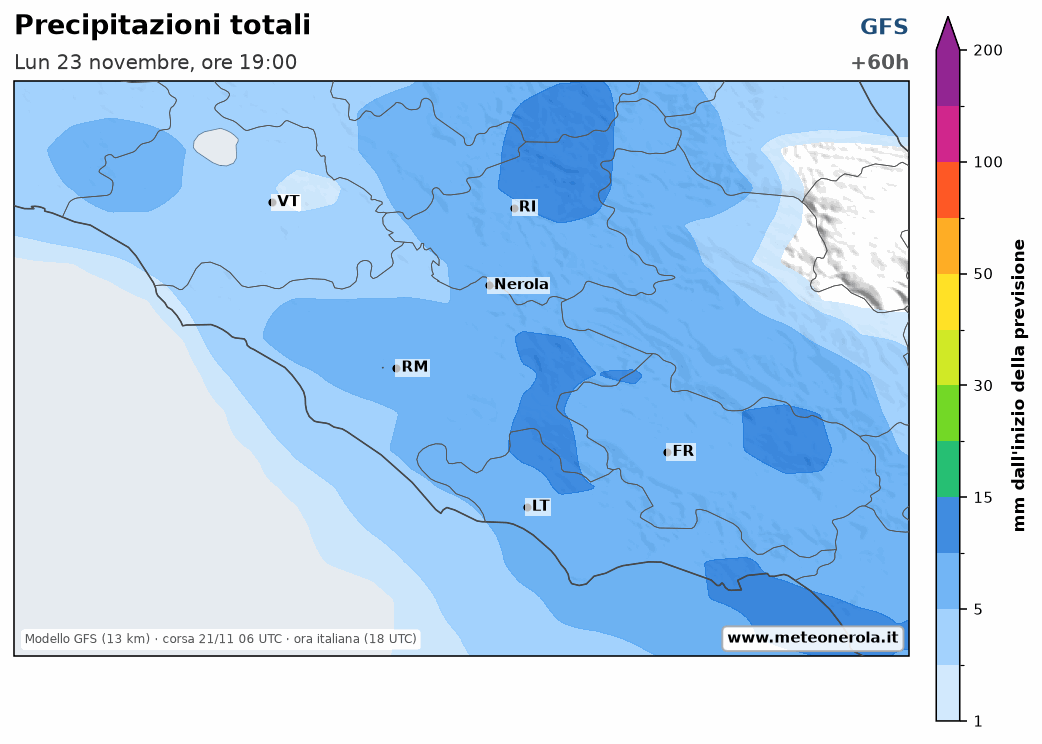 Precipitazioni totali
GFS
Lun 23 novembre, ore 19:00
+60h
200
100
50
30
15
5
1
mm dall'inizio della previsione
VT
RI
Nerola
RM
FR
LT
Modello GFS (13 km) · corsa 21/11 06 UTC · ora italiana (18 UTC)
www.meteonerola.it